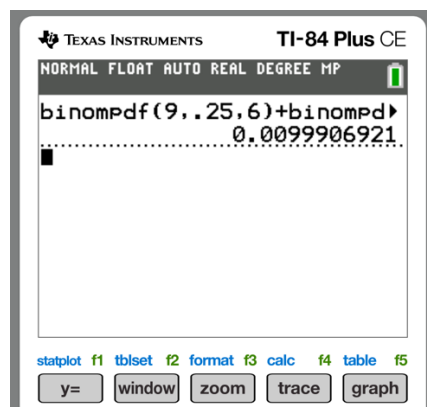 TEXAS INSTRUMENTS TI-84 Plus CE
NORMAL FLOAT AUTO REAL DEGREE MP
binompdf(9,.25,6)+binompd
0.0099906921
statplot f1 tblset f2 format f3 calc f4 table f5
y= window zoom trace graph